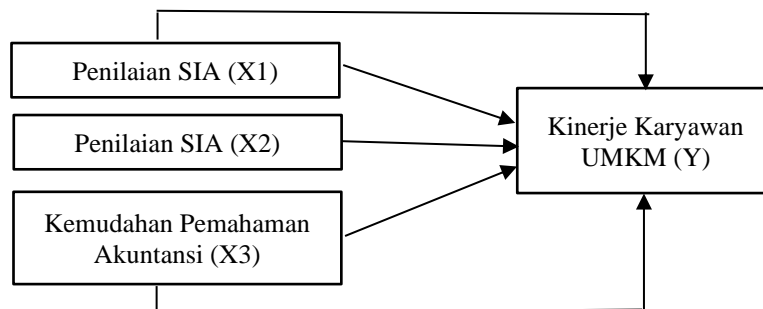 Penilaian SIA (X1)
Penilaian SIA (X2)
Kemudahan Pemahaman
Akuntansi (X3)
Kinerje Karyawan
UMKM (Y)